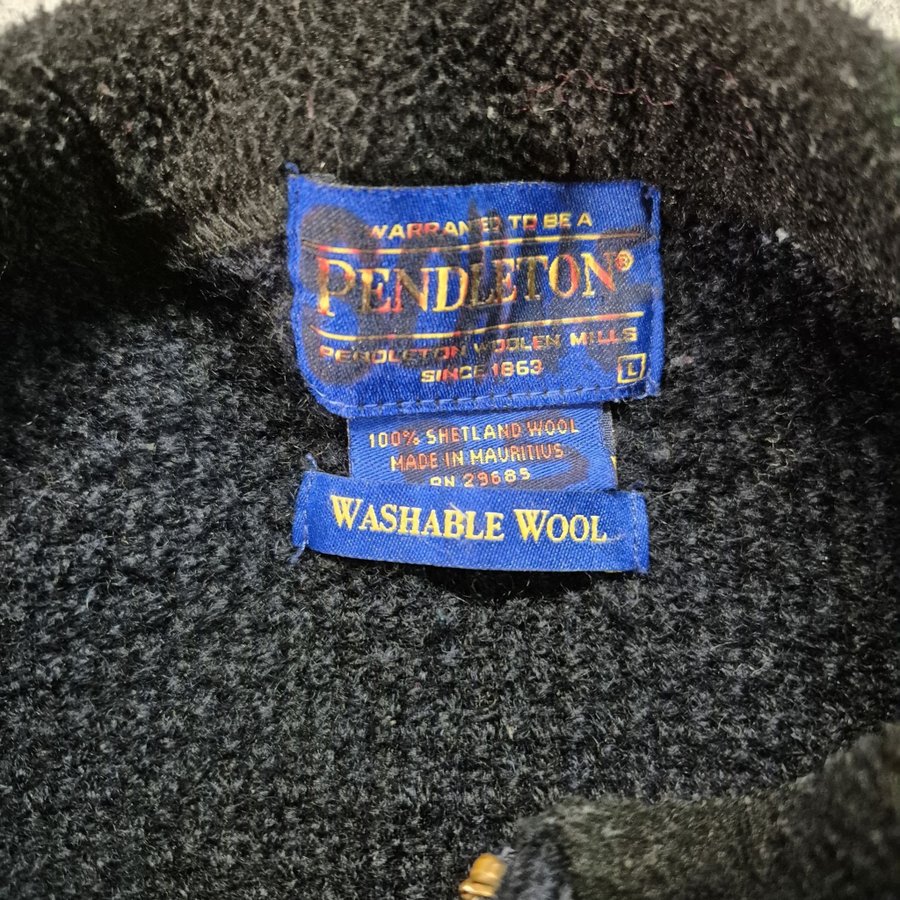 WARRANTED TO BE A
PENDLETON®
PENDLETON WOOLEN MILLS
SINCE 1863
L
100% SHETLAND WOOL
MADE IN MAURITIUS
RN 29685
WASHABLE WOOL